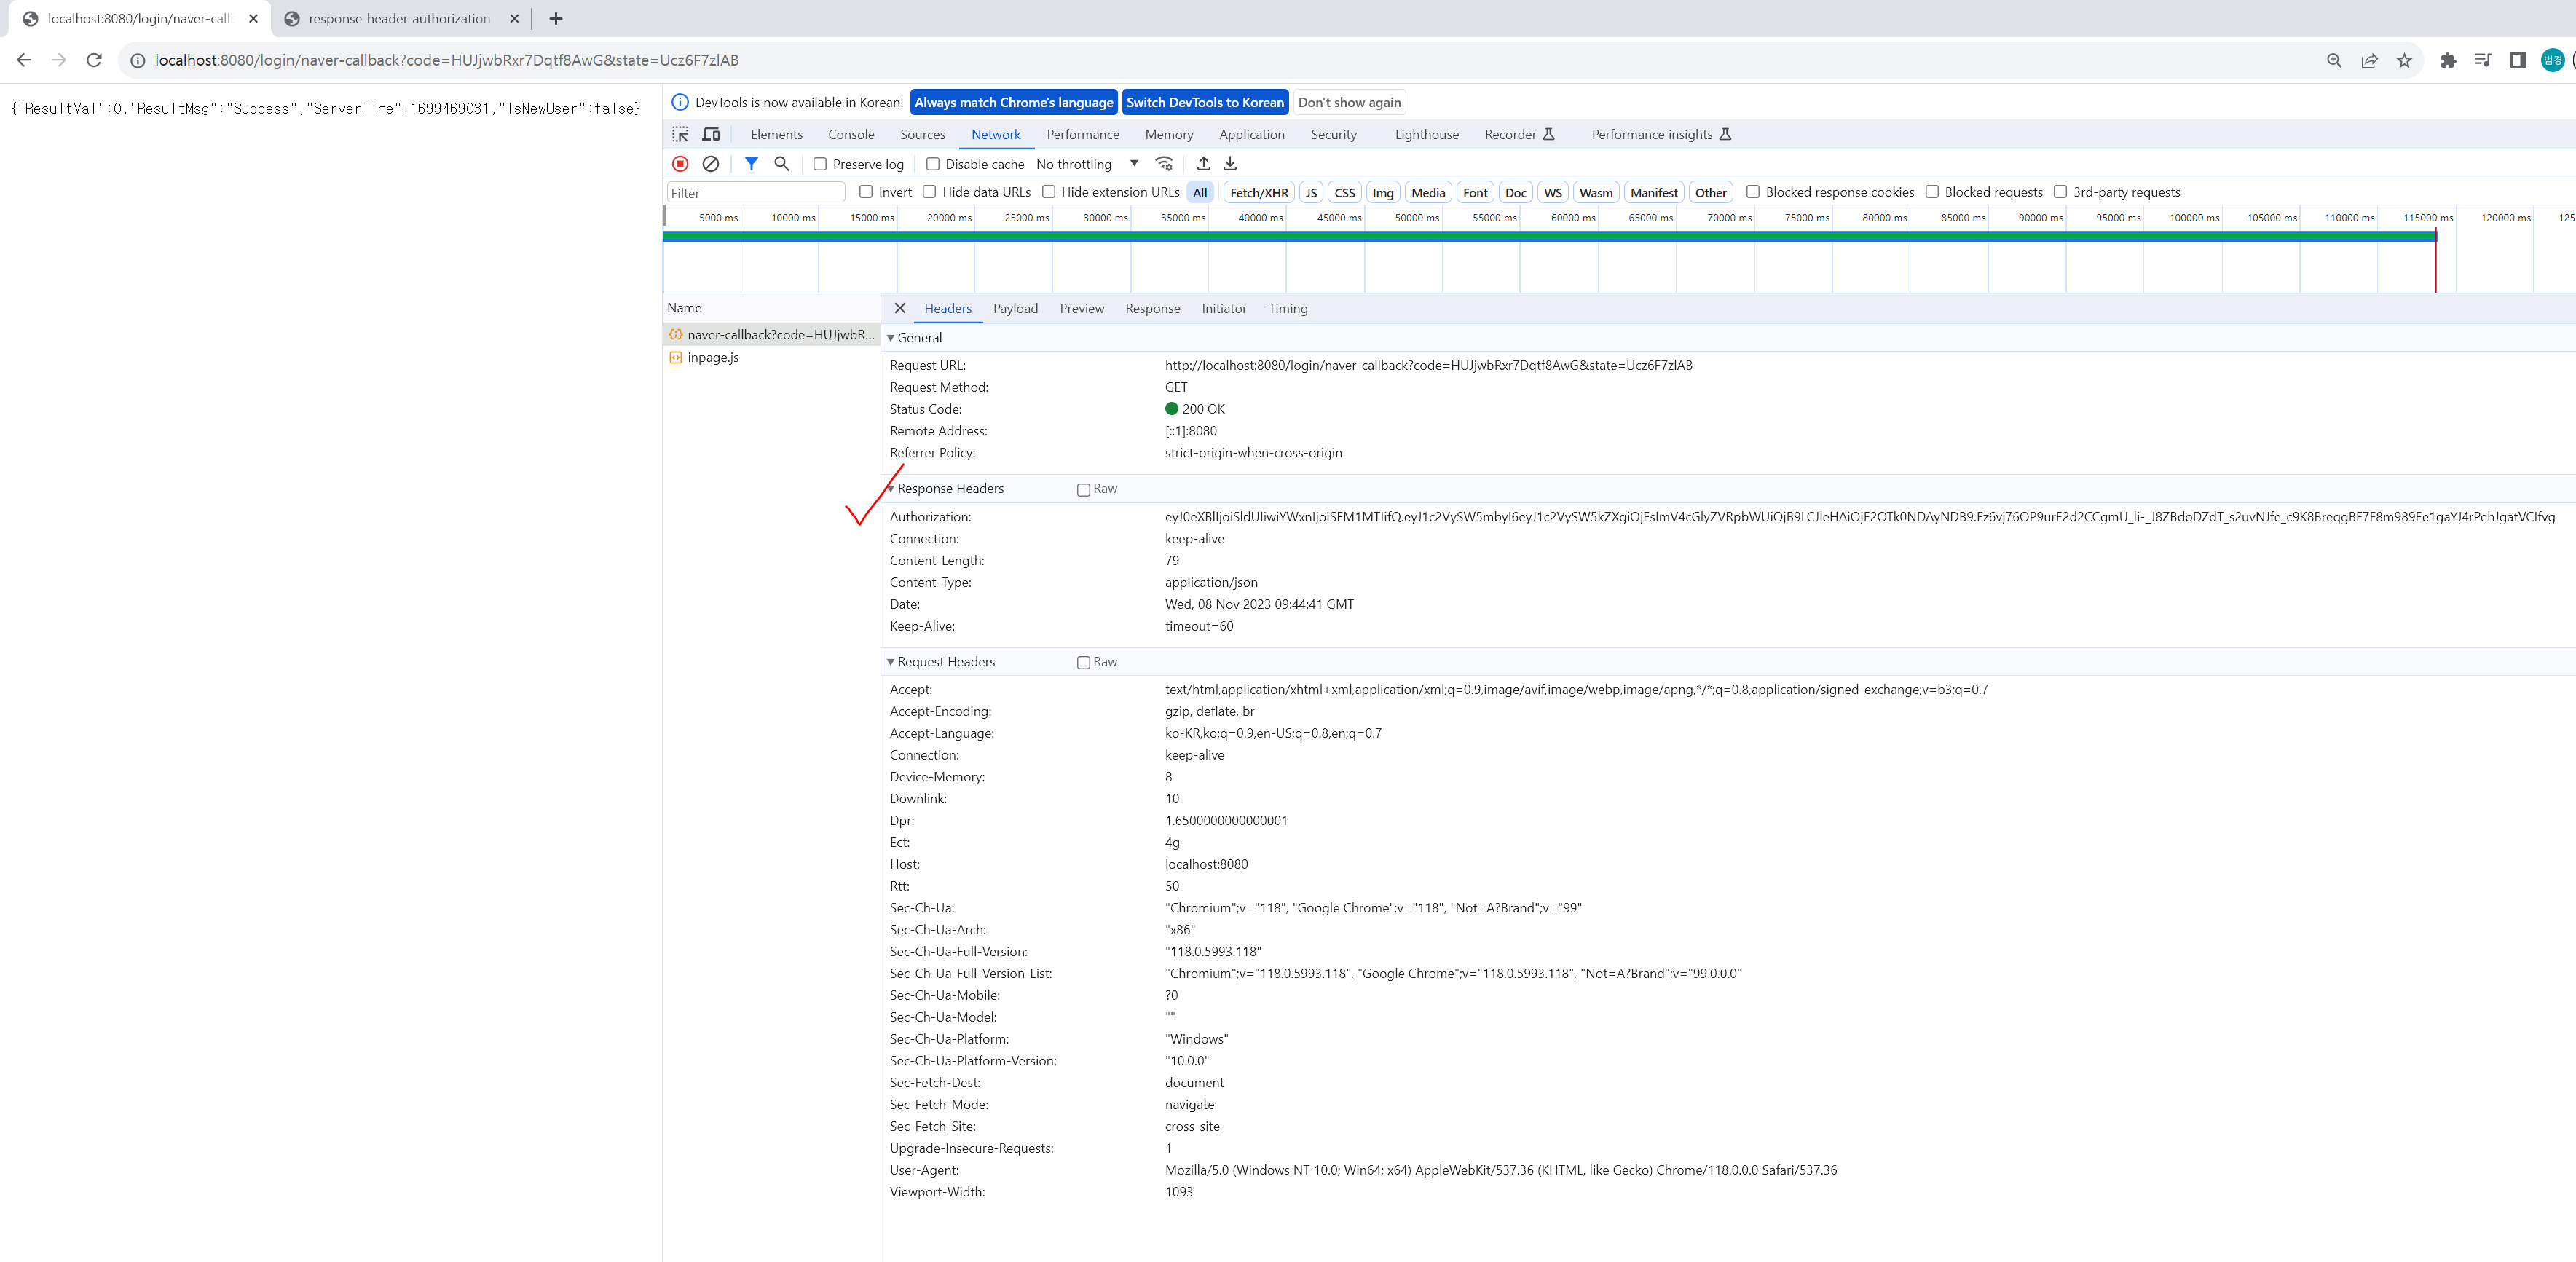 localhost:8080/login/naver-callb
response header authorization
localhost:8080/login/naver-callback?code=HUJjwbRxr7Dqtf8AwG&state=Ucz6F7zlAB
범경
{"ResultVal":0,"ResultMsg":"Success","ServerTime":1699469031,"IsNewUser":false}
DevTools is now available in Korean! Always match Chrome's language Switch DevTools to Korean Don't show again
Elements Console Sources Network Performance Memory Application Security Lighthouse Recorder Performance insights
Preserve log Disable cache No throttling
Filter Invert Hide data URLs Hide extension URLs All Fetch/XHR JS CSS Img Media Font Doc WS Wasm Manifest Other Blocked response cookies Blocked requests 3rd-party requests
5000 ms 10000 ms 15000 ms 20000 ms 25000 ms 30000 ms 35000 ms 40000 ms 45000 ms 50000 ms 55000 ms 60000 ms 65000 ms 70000 ms 75000 ms 80000 ms 85000 ms 90000 ms 95000 ms 100000 ms 105000 ms 110000 ms 115000 ms 120000 ms 125
Name
naver-callback?code=HUJjwbR...
inpage.js
Headers Payload Preview Response Initiator Timing
General
Request URL: http://localhost:8080/login/naver-callback?code=HUJjwbRxr7Dqtf8AwG&state=Ucz6F7zlAB
Request Method: GET
Status Code: 200 OK
Remote Address: [::1]:8080
Referrer Policy: strict-origin-when-cross-origin
Response Headers Raw
Authorization: eyJ0eXBlIjoiSldUIiwiYWxnIjoiSFM1MTIifQ.eyJ1c2VySW5mbyI6eyJ1c2VySW5kZXgiOjEsImV4cGlyZVRpbWUiOjB9LCJleHAiOjE2OTk0NDAyNDB9.Fz6vj76OP9urE2d2CCgmU_li-_J8ZBdoDZdT_s2uvNJfe_c9K8BreqgBF7F8m989Ee1gaYJ4rPehJgatVCIfvg
Connection: keep-alive
Content-Length: 79
Content-Type: application/json
Date: Wed, 08 Nov 2023 09:44:41 GMT
Keep-Alive: timeout=60
Request Headers Raw
Accept: text/html,application/xhtml+xml,application/xml;q=0.9,image/avif,image/webp,image/apng,*/*;q=0.8,application/signed-exchange;v=b3;q=0.7
Accept-Encoding: gzip, deflate, br
Accept-Language: ko-KR,ko;q=0.9,en-US;q=0.8,en;q=0.7
Connection: keep-alive
Device-Memory: 8
Downlink: 10
Dpr: 1.6500000000000001
Ect: 4g
Host: localhost:8080
Rtt: 50
Sec-Ch-Ua: "Chromium";v="118", "Google Chrome";v="118", "Not=A?Brand";v="99"
Sec-Ch-Ua-Arch: "x86"
Sec-Ch-Ua-Full-Version: "118.0.5993.118"
Sec-Ch-Ua-Full-Version-List: "Chromium";v="118.0.5993.118", "Google Chrome";v="118.0.5993.118", "Not=A?Brand";v="99.0.0.0"
Sec-Ch-Ua-Mobile: ?0
Sec-Ch-Ua-Model: ""
Sec-Ch-Ua-Platform: "Windows"
Sec-Ch-Ua-Platform-Version: "10.0.0"
Sec-Fetch-Dest: document
Sec-Fetch-Mode: navigate
Sec-Fetch-Site: cross-site
Upgrade-Insecure-Requests: 1
User-Agent: Mozilla/5.0 (Windows NT 10.0; Win64; x64) AppleWebKit/537.36 (KHTML, like Gecko) Chrome/118.0.0.0 Safari/537.36
Viewport-Width: 1093